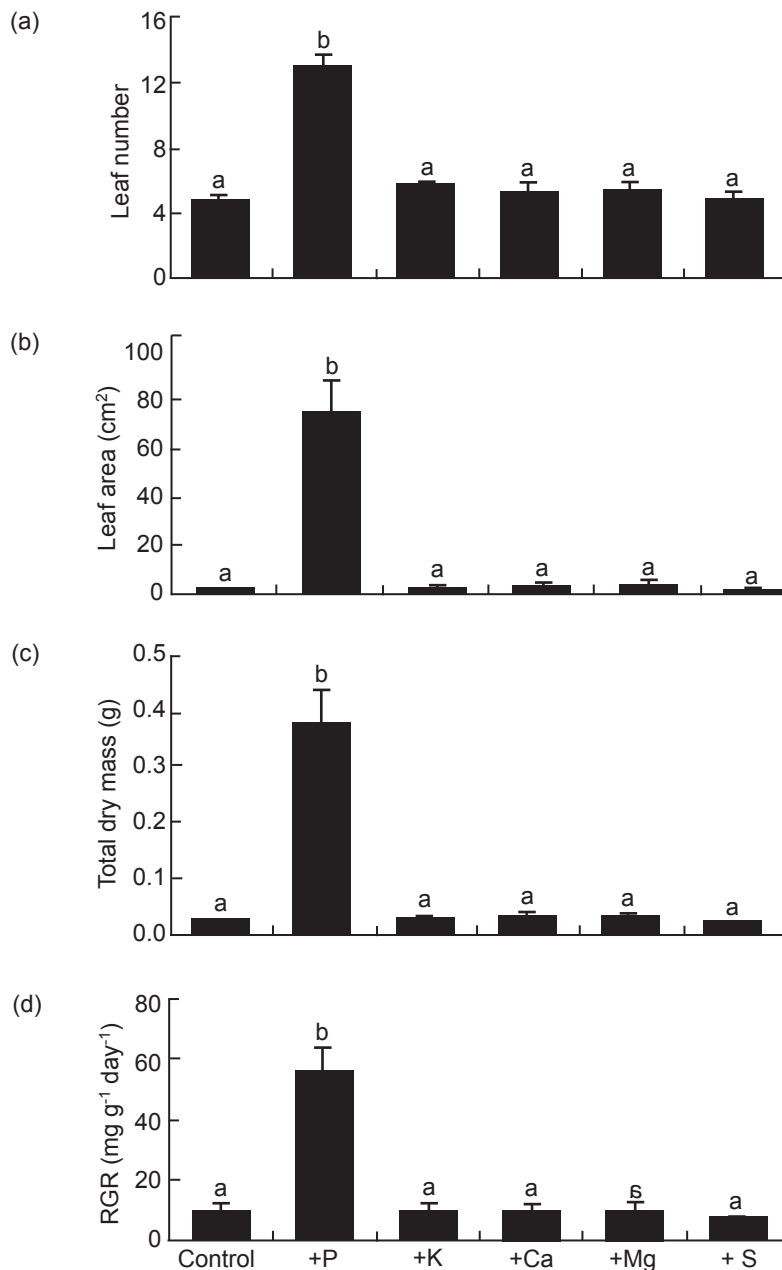 (a)
Leaf number
16
12
8
4
0
a
b
a
a
a
a
(b)
Leaf area (cm²)
100
80
60
40
20
0
a
b
a
a
a
a
(c)
Total dry mass (g)
0.5
0.4
0.3
0.2
0.1
0.0
a
b
a
a
a
a
(d)
RGR (mg g⁻¹ day⁻¹)
80
60
40
20
0
a
b
a
a
a
a
Control +P +K +Ca +Mg + S